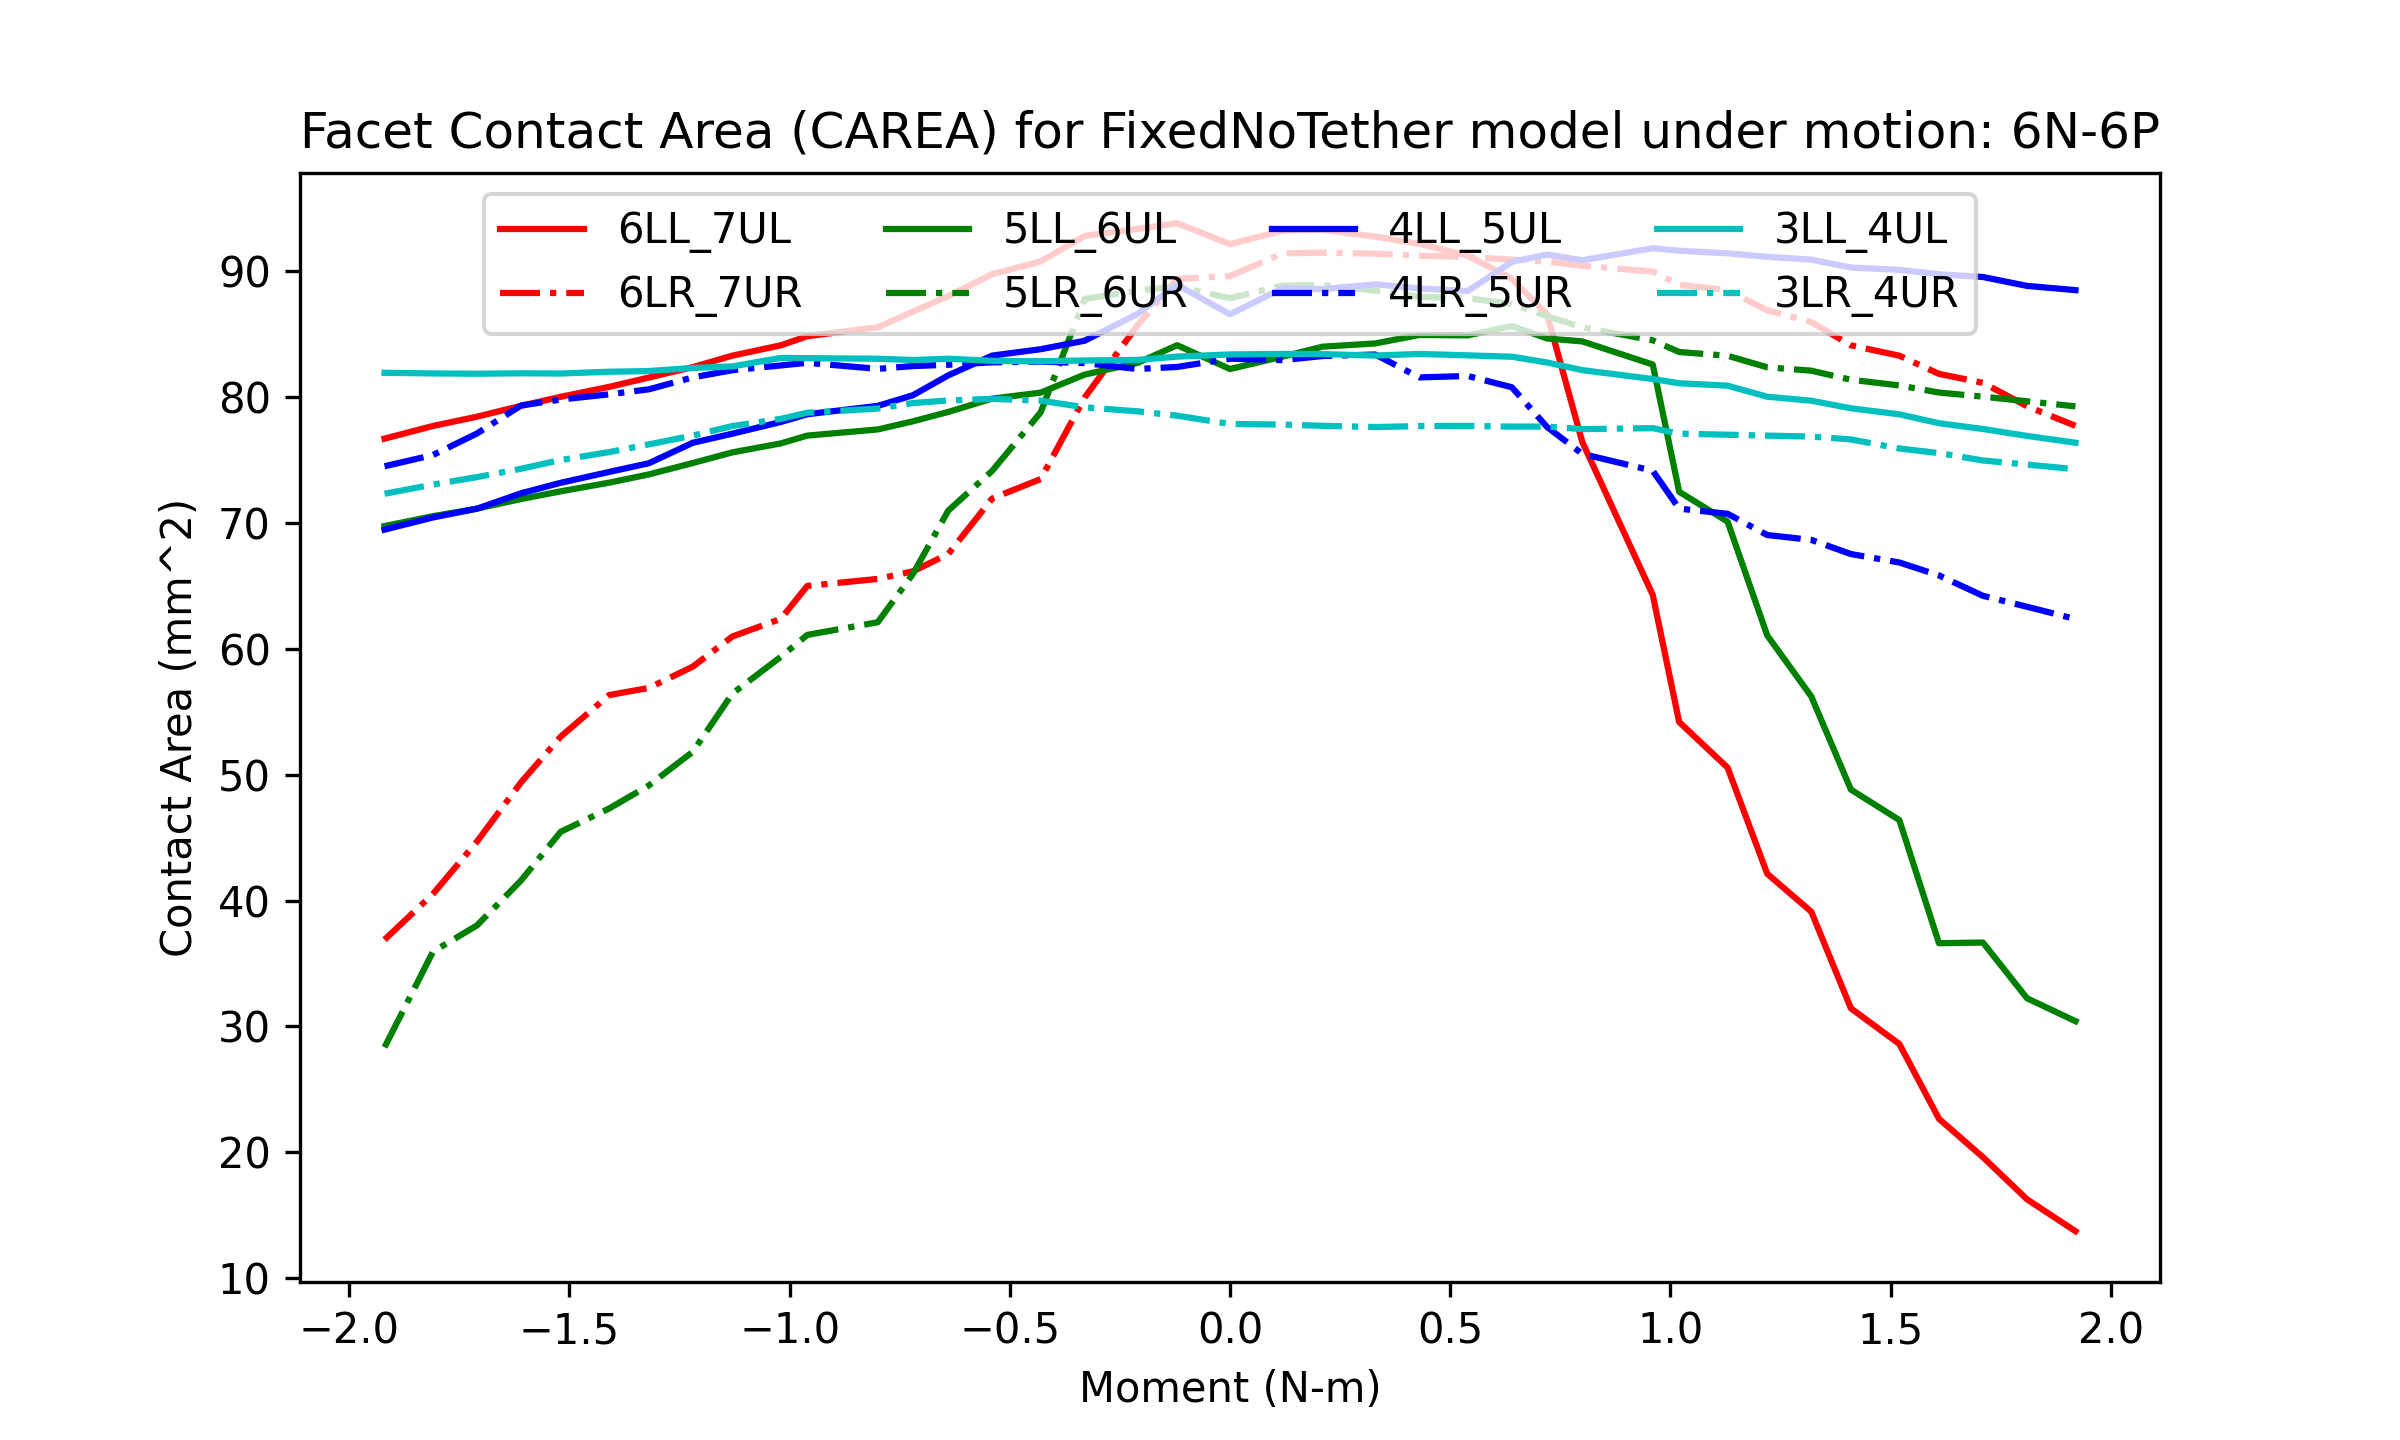 Facet Contact Area (CAREA) for FixedNoTether model under motion: 6N-6P
6LL_7UL 5LL_6UL 4LL_5UL 3LL_4UL
6LR_7UR 5LR_6UR 4LR_5UR 3LR_4UR
Contact Area (mm^2)
90
80
70
60
50
40
30
20
10
−2.0 −1.5 −1.0 −0.5 0.0 0.5 1.0 1.5 2.0
Moment (N-m)